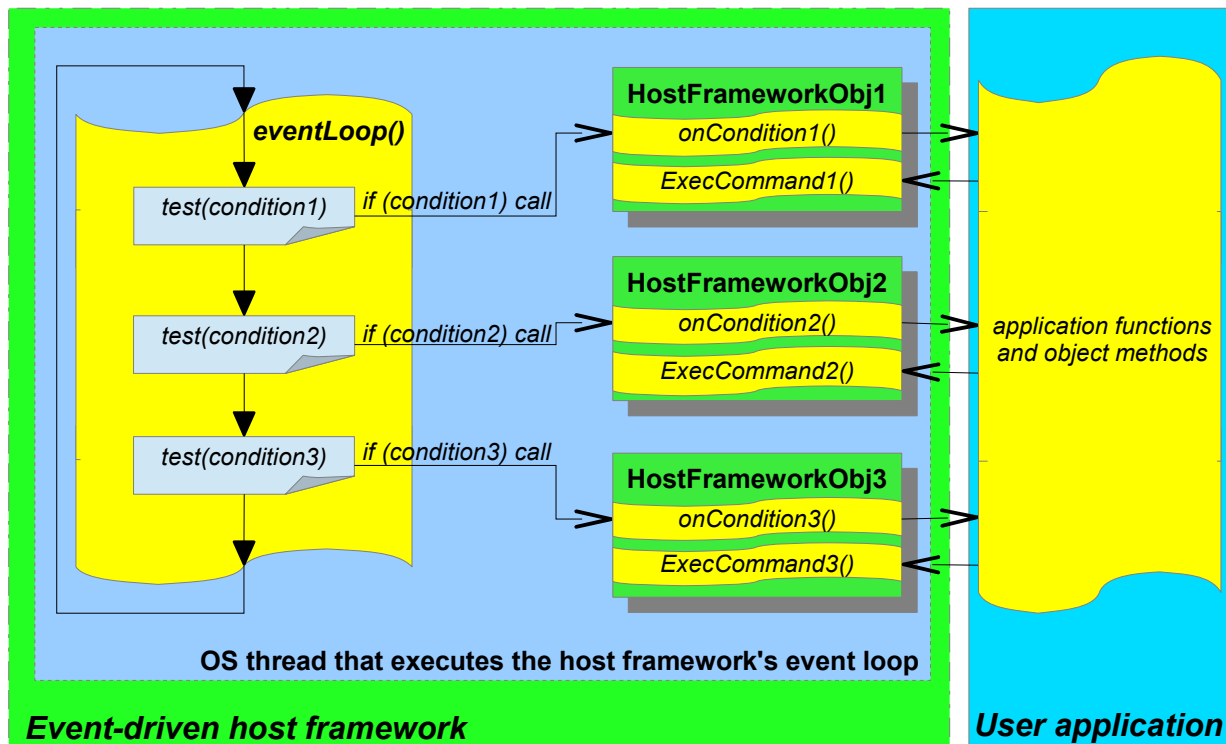 eventLoop()
test(condition1)
if (condition1) call
test(condition2)
if (condition2) call
test(condition3)
if (condition3) call
HostFrameworkObj1
onCondition1()
ExecCommand1()
HostFrameworkObj2
onCondition2()
ExecCommand2()
HostFrameworkObj3
onCondition3()
ExecCommand3()
application functions
and object methods
OS thread that executes the host framework's event loop
Event-driven host framework
User application